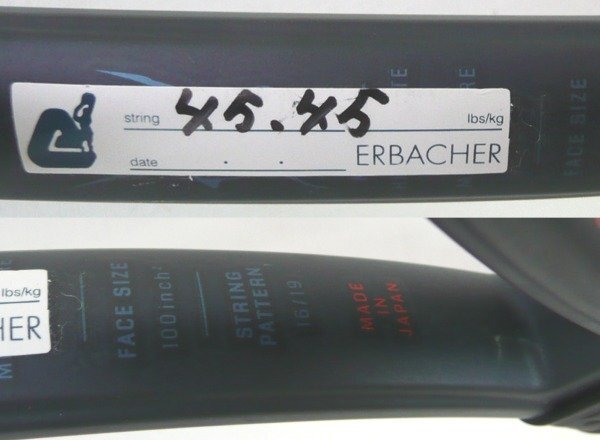 string 45.45 lbs/kg
date . . ERBACHER
FACE SIZE
lbs/kg
HER
FACE SIZE
100inch²
STRING
PATTERN,
16/19
MADE
IN
JAPAN